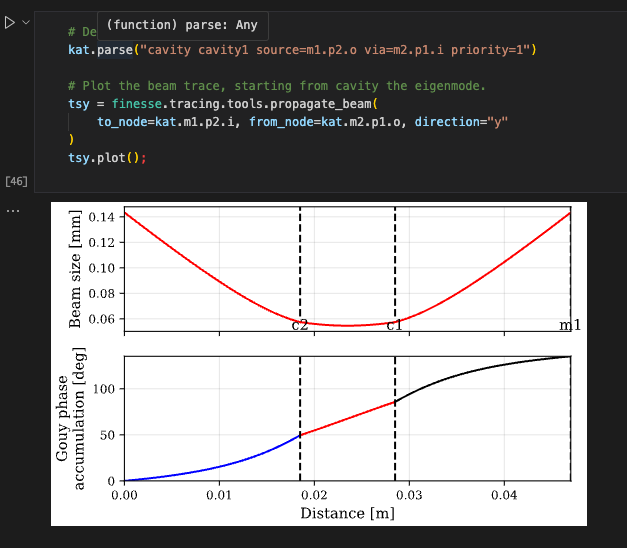 # De
(function) parse: Any
kat.parse("cavity cavity1 source=m1.p2.o via=m2.p1.i priority=1")
# Plot the beam trace, starting from cavity the eigenmode.
tsy = finesse.tracing.tools.propagate_beam(
to_node=kat.m1.p2.i, from_node=kat.m2.p1.o, direction="y"
)
tsy.plot();
[46]
...
Beam size [mm]
0.14
0.12
0.10
0.08
0.06
c2
c1
m1
Gouy phase
accumulation [deg]
100
50
0
0.00 0.01 0.02 0.03 0.04
Distance [m]